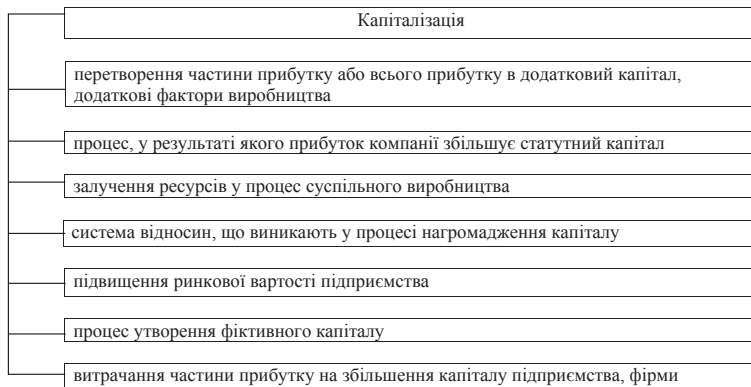 Капіталізація
перетворення частини прибутку або всього прибутку в додатковий капітал,
додаткові фактори виробництва
процес, у результаті якого прибуток компанії збільшує статутний капітал
залучення ресурсів у процес суспільного виробництва
система відносин, що виникають у процесі нагромадження капіталу
підвищення ринкової вартості підприємства
процес утворення фіктивного капіталу
витрачання частини прибутку на збільшення капіталу підприємства, фірми